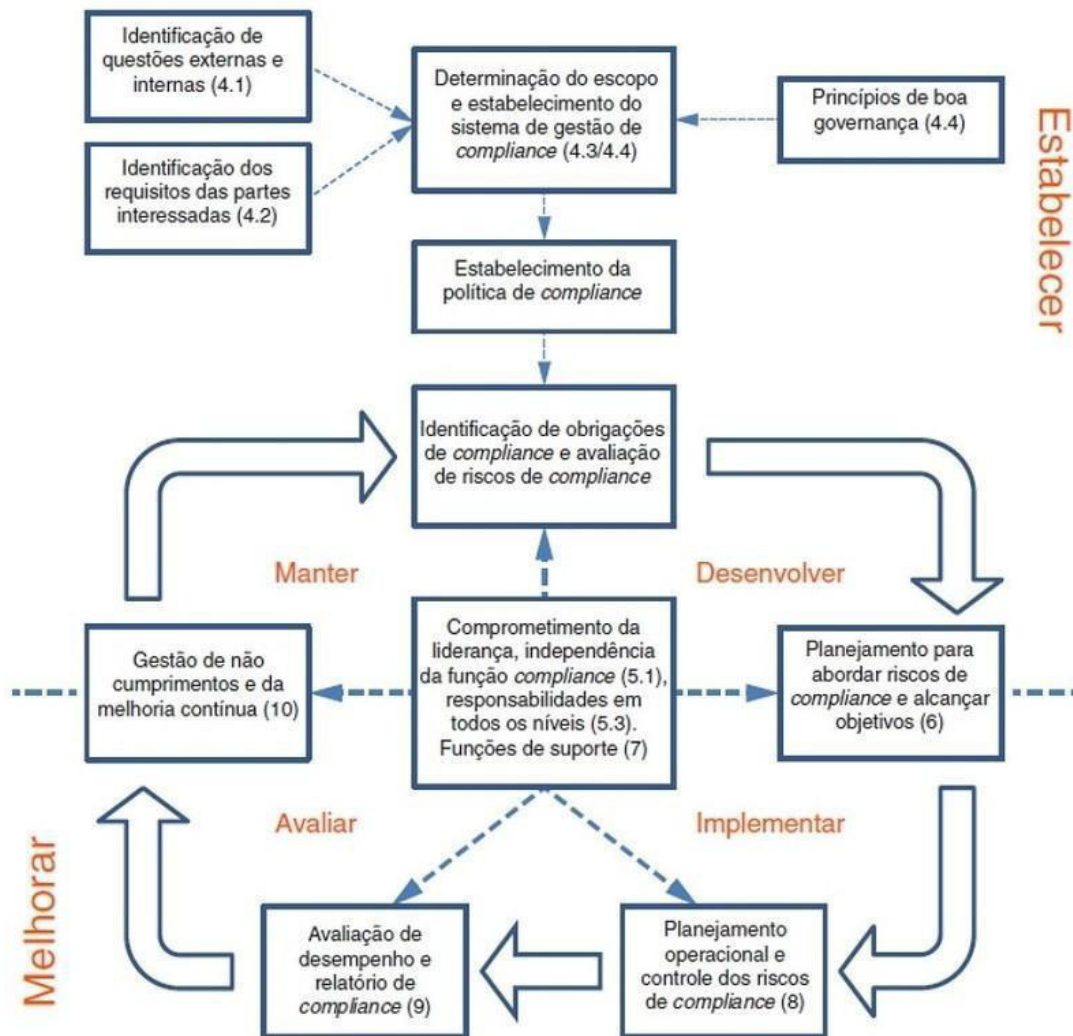 Identificação de
questões externas e
internas (4.1)
Determinação do escopo
e estabelecimento do
sistema de gestão de
compliance (4.3/4.4)
Princípios de boa
governança (4.4)
Estabelecer
Identificação dos
requisitos das partes
interessadas (4.2)
Estabelecimento da
política de compliance
Identificação de obrigações
de compliance e avaliação
de riscos de compliance
Manter
Desenvolver
Gestão de não
cumprimentos e da
melhoria contínua (10)
Comprometimento da
liderança, independência
da função compliance (5.1),
responsabilidades em
todos os níveis (5.3).
Funções de suporte (7)
Planejamento para
abordar riscos de
compliance e alcançar
objetivos (6)
Avaliar
Implementar
Melhorar
Avaliação de
desempenho e
relatório de
compliance (9)
Planejamento
operacional e
controle dos riscos
de compliance (8)